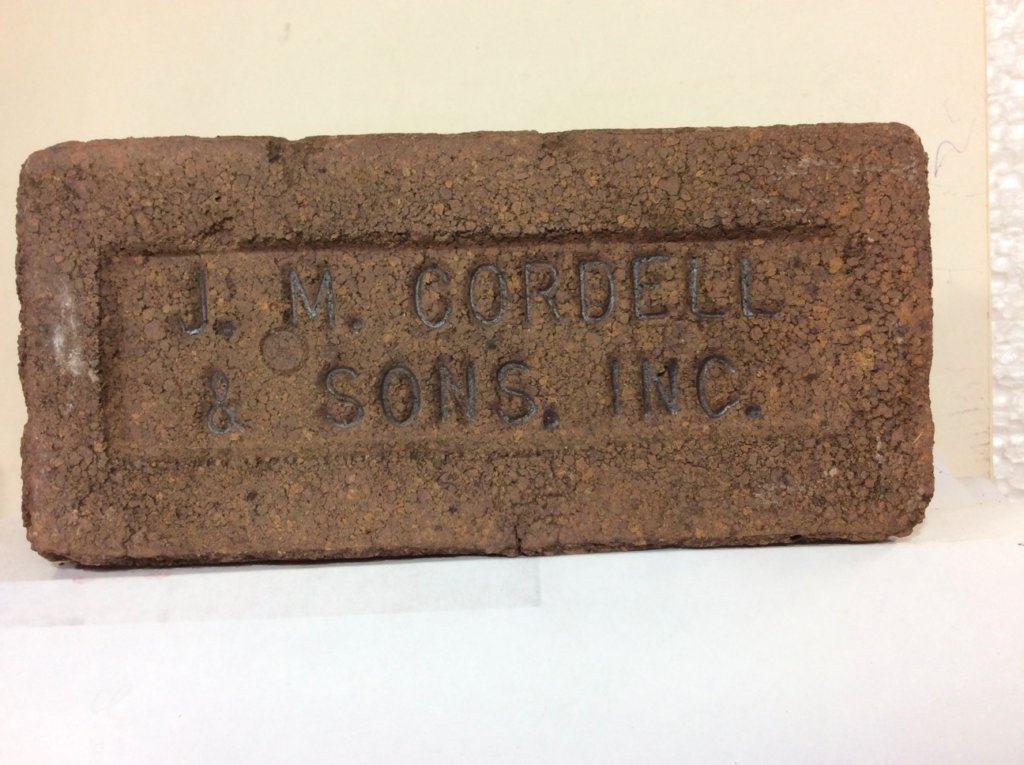 J. M. CORDELL
& SONS, INC.